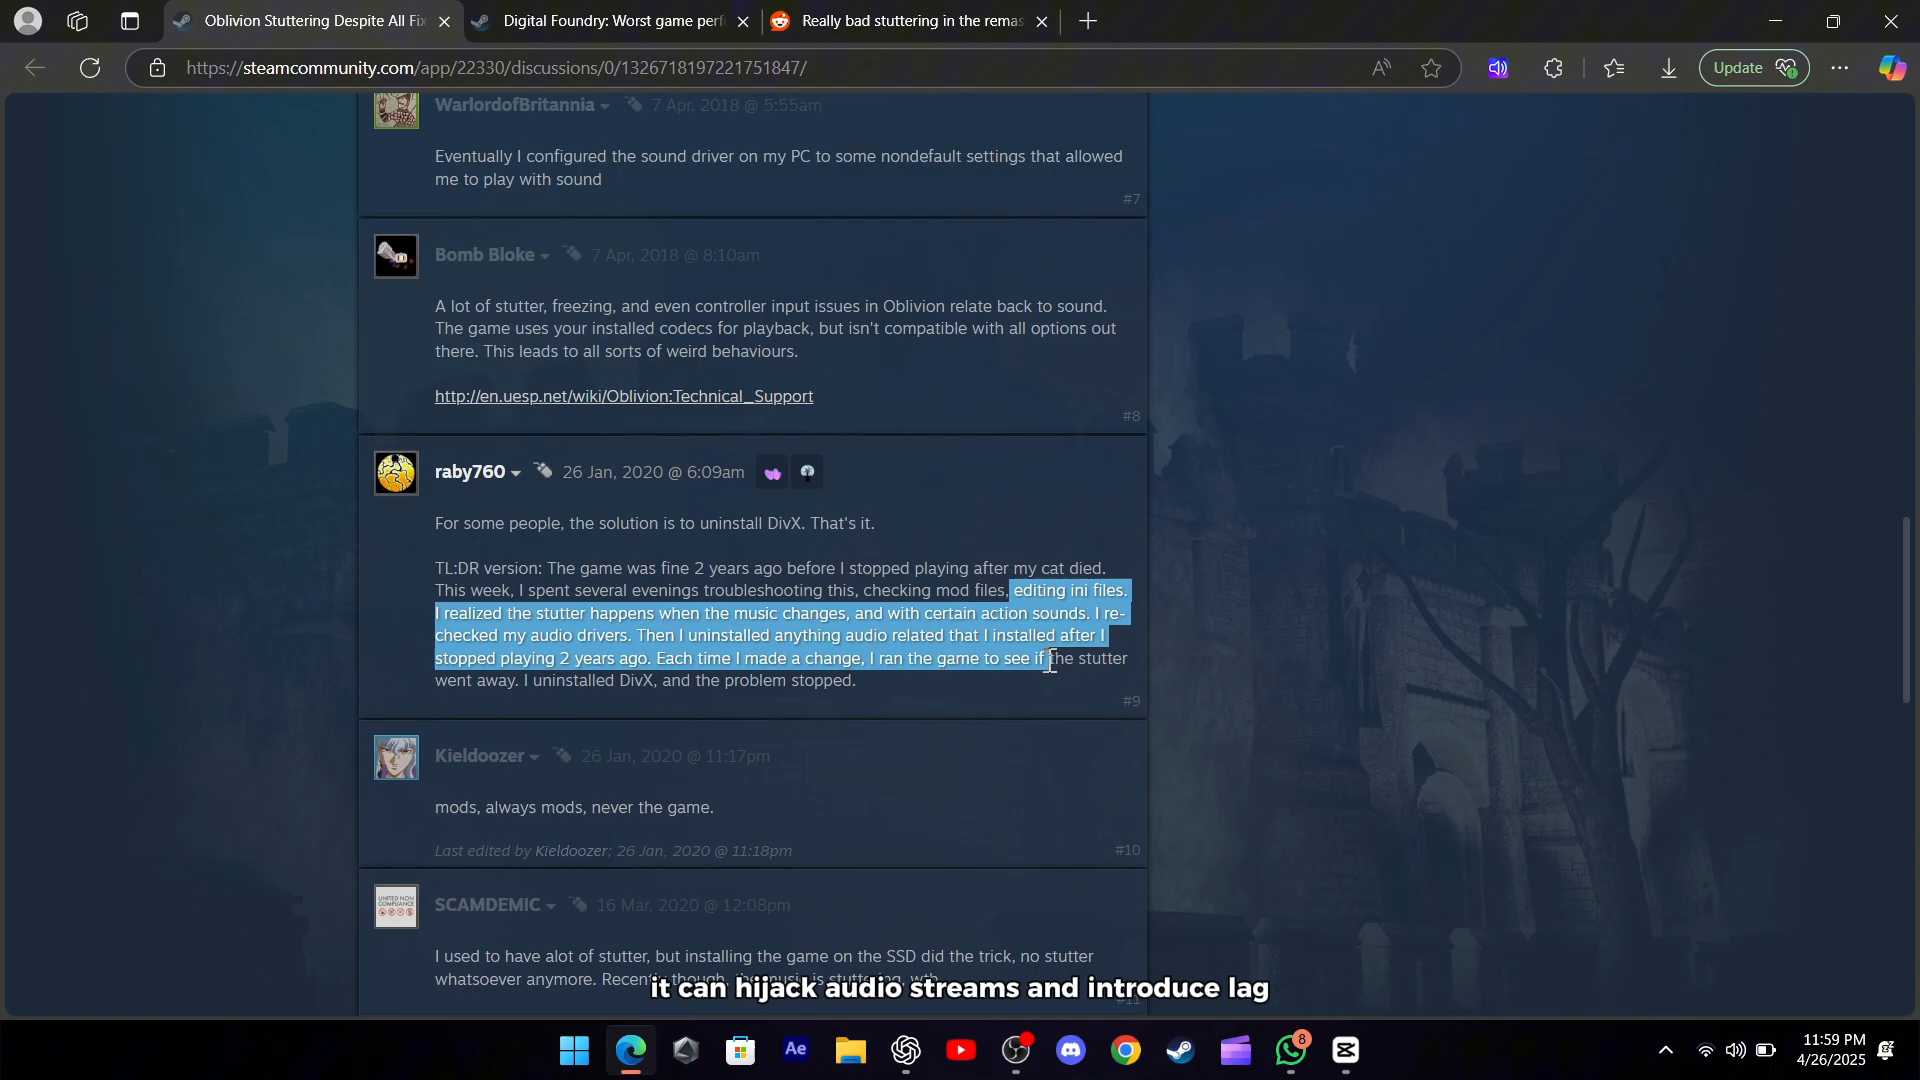 Oblivion Stuttering Despite All Fix
Digital Foundry: Worst game perf
Really bad stuttering in the remas
https://steamcommunity.com/app/22330/discussions/0/1326718197221751847/
Update
WarlordofBritannia 7 Apr, 2018 @ 5:55am
Eventually I configured the sound driver on my PC to some nondefault settings that allowed
me to play with sound
#7
Bomb Bloke 7 Apr, 2018 @ 8:10am
A lot of stutter, freezing, and even controller input issues in Oblivion relate back to sound.
The game uses your installed codecs for playback, but isn't compatible with all options out
there. This leads to all sorts of weird behaviours.
http://en.uesp.net/wiki/Oblivion:Technical_Support
#8
raby760 26 Jan, 2020 @ 6:09am
For some people, the solution is to uninstall DivX. That's it.
TL:DR version: The game was fine 2 years ago before I stopped playing after my cat died.
This week, I spent several evenings troubleshooting this, checking mod files, editing ini files.
I realized the stutter happens when the music changes, and with certain action sounds. I re-
checked my audio drivers. Then I uninstalled anything audio related that I installed after I
stopped playing 2 years ago. Each time I made a change, I ran the game to see if the stutter
went away. I uninstalled DivX, and the problem stopped.
#9
Kieldoozer 26 Jan, 2020 @ 11:17pm
mods, always mods, never the game.
Last edited by Kieldoozer; 26 Jan, 2020 @ 11:18pm
#10
UNITED NON
COMPLIANCE
SCAMDEMIC 16 Mar, 2020 @ 12:08pm
I used to have alot of stutter, but installing the game on the SSD did the trick, no stutter
whatsoever anymore. Recently though, the music is stuttering, wth
#11
it can hijack audio streams and introduce lag
Ae
8
11:59 PM
4/26/2025